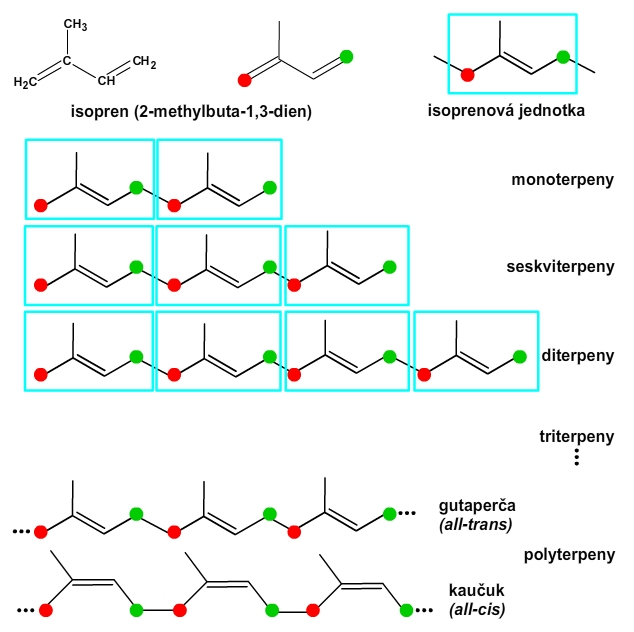 CH3
H2C
CH
CH2
isopren (2-methylbuta-1,3-dien)
isoprenová jednotka
monoterpeny
seskviterpeny
diterpeny
triterpeny
gutaperča
(all-trans)
polyterpeny
kaučuk
(all-cis)